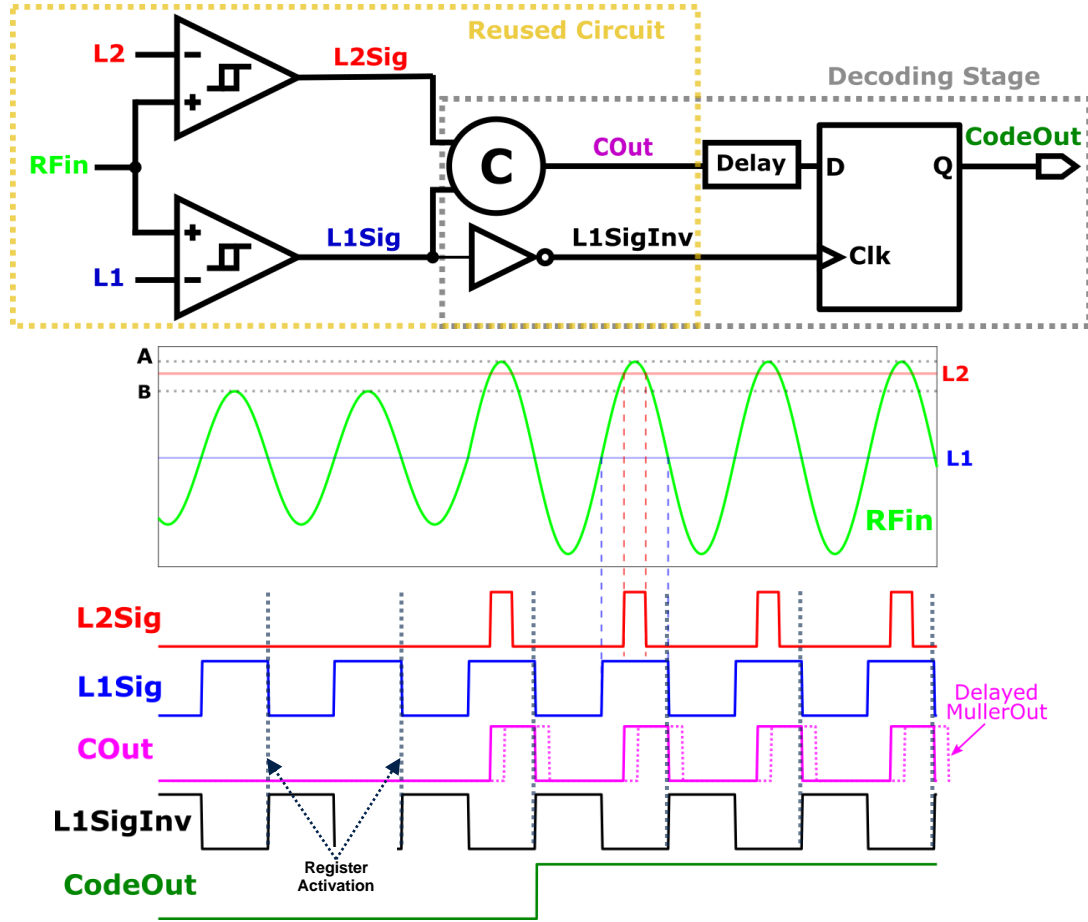 Reused Circuit
L2
-
+
L2Sig
Decoding Stage
RFin
C
COut
Delay
D
Q
CodeOut
+
L1
-
L1Sig
L1SigInv
Clk
A
L2
B
L1
RFin
L2Sig
L1Sig
Delayed
MullerOut
COut
L1SigInv
Register
Activation
CodeOut